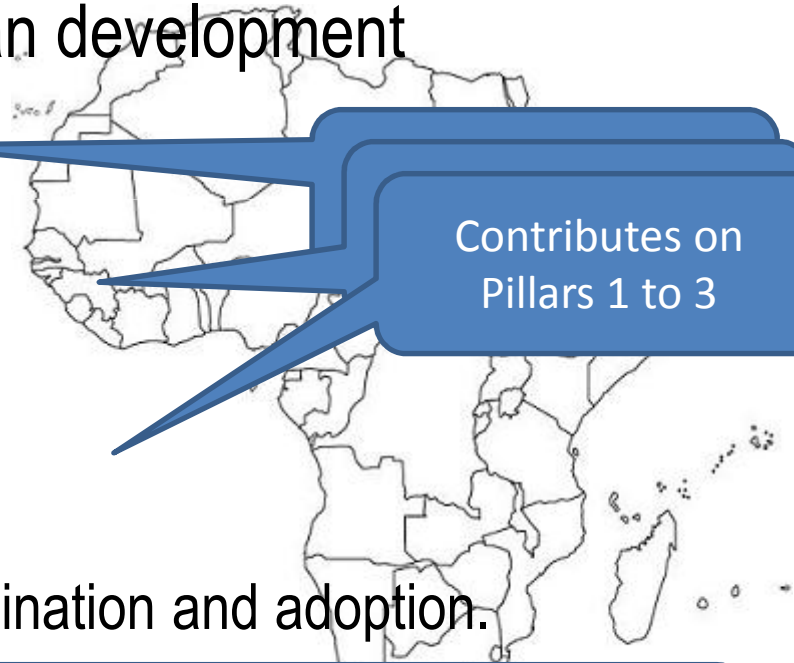 n development
Contributes on
Pillars 1 to 3
ination and adoption.